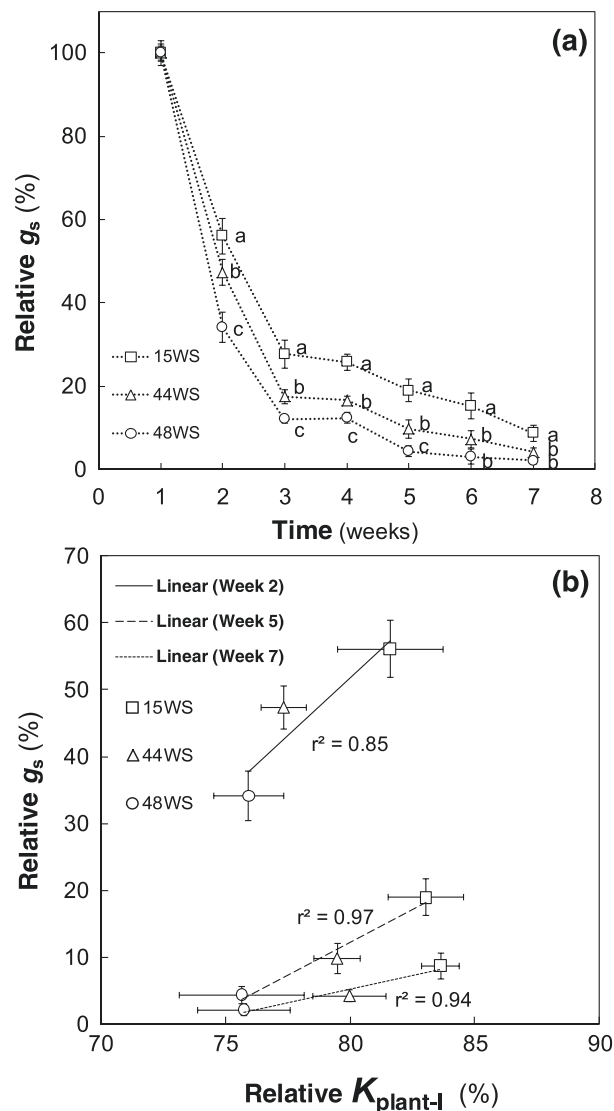 (a)
100
80
60
40
20
0
Relative gs (%)
15WS
44WS
48WS
a
b
c
a
b
c
a
b
c
a
b
c
a
b
b
a
b
b
0 1 2 3 4 5 6 7 8
Time (weeks)
(b)
70
60
50
40
30
20
10
0
Relative gs (%)
Linear (Week 2)
Linear (Week 5)
Linear (Week 7)
15WS
44WS
48WS
r² = 0.85
r² = 0.97
r² = 0.94
70 75 80 85 90
Relative Kplant-l (%)